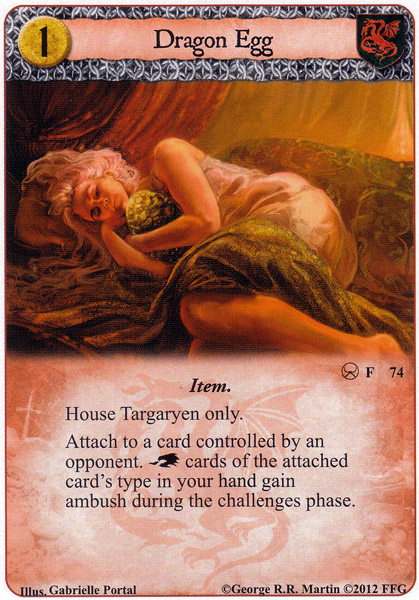 1
Dragon Egg
F 74
Item.
House Targaryen only.
Attach to a card controlled by an
opponent. cards of the attached
card's type in your hand gain
ambush during the challenges phase.
Illus. Gabrielle Portal ©George R.R. Martin ©2012 FFG